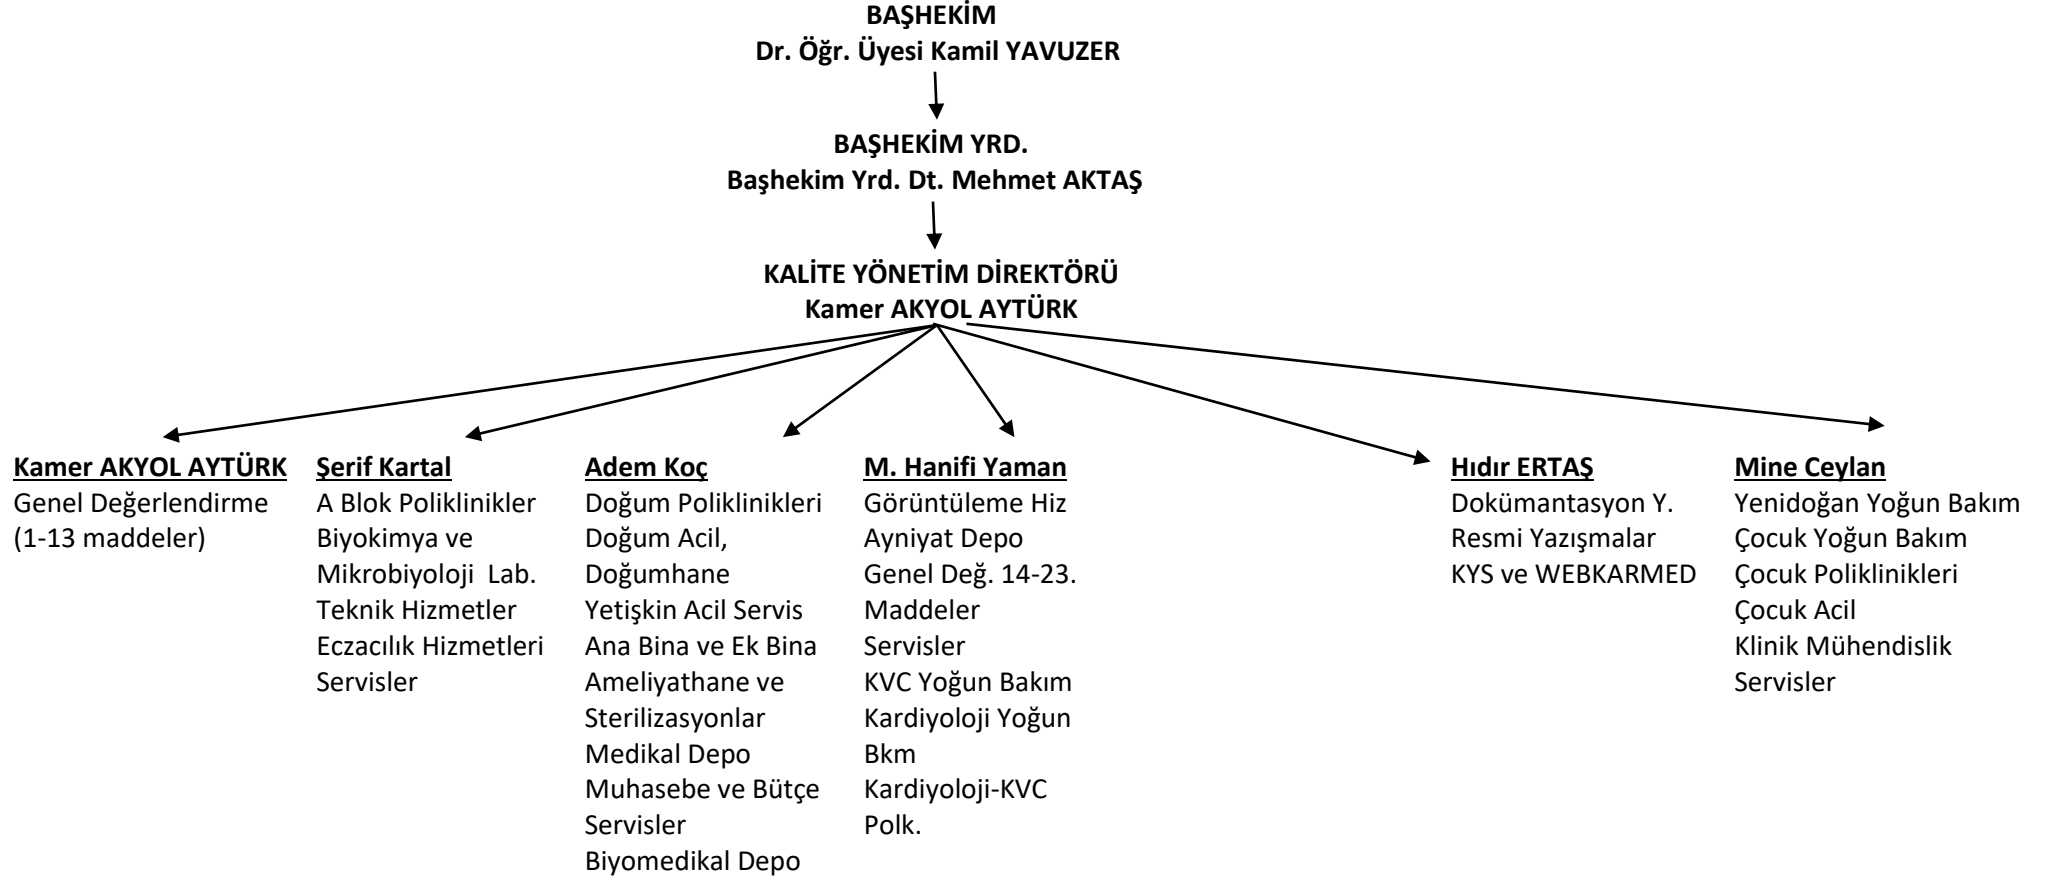 BAŞHEKİM
Dr. Öğr. Üyesi Kamil YAVUZER
BAŞHEKİM YRD.
Başhekim Yrd. Dt. Mehmet AKTAŞ
KALİTE YÖNETİM DİREKTÖRÜ
Kamer AKYOL AYTÜRK
Kamer AKYOL AYTÜRK
Genel Değerlendirme
(1-13 maddeler)
Şerif Kartal
A Blok Poliklinikler
Biyokimya ve
Mikrobiyoloji  Lab.
Teknik Hizmetler
Eczacılık Hizmetleri
Servisler
Adem Koç
Doğum Poliklinikleri
Doğum Acil,
Doğumhane
Yetişkin Acil Servis
Ana Bina ve Ek Bina
Ameliyathane ve
Sterilizasyonlar
Medikal Depo
Muhasebe ve Bütçe
Servisler
Biyomedikal Depo
M. Hanifi Yaman
Görüntüleme Hiz
Ayniyat Depo
Genel Değ. 14-23.
Maddeler
Servisler
KVC Yoğun Bakım
Kardiyoloji Yoğun
Bkm
Kardiyoloji-KVC
Polk.
Hıdır ERTAŞ
Dokümantasyon Y.
Resmi Yazışmalar
KYS ve WEBKARMED
Mine Ceylan
Yenidoğan Yoğun Bakım
Çocuk Yoğun Bakım
Çocuk Poliklinikleri
Çocuk Acil
Klinik Mühendislik
Servisler